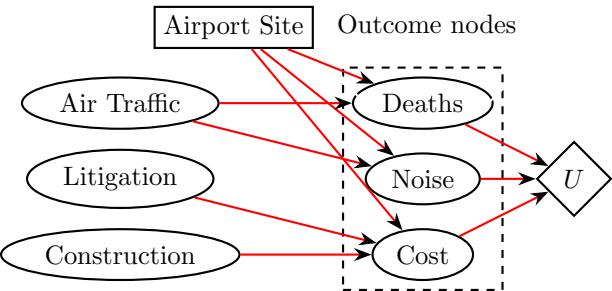 Airport Site
Outcome nodes
Air Traffic
Deaths
Litigation
Noise
U
Construction
Cost